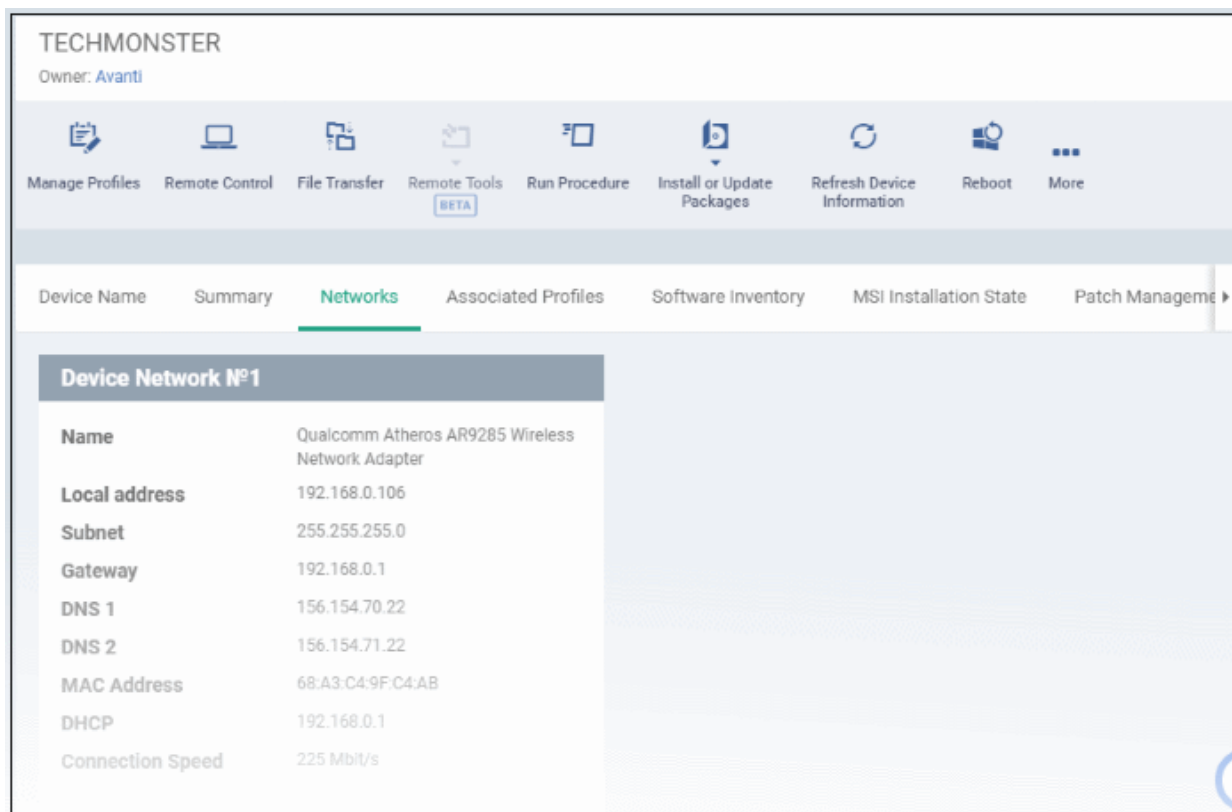 TECHMONSTER
Owner: Avanti
Manage Profiles
Remote Control
File Transfer
Remote Tools
BETA
Run Procedure
Install or Update
Packages
Refresh Device
Information
Reboot
More
Device Name
Summary
Networks
Associated Profiles
Software Inventory
MSI Installation State
Patch Manageme
Device Network №1
Name
Qualcomm Atheros AR9285 Wireless
Network Adapter
Local address
192.168.0.106
Subnet
255.255.255.0
Gateway
192.168.0.1
DNS 1
156.154.70.22
DNS 2
156.154.71.22
MAC Address
68:A3:C4:9F:C4:AB
DHCP
192.168.0.1
Connection Speed
225 Mbit/s